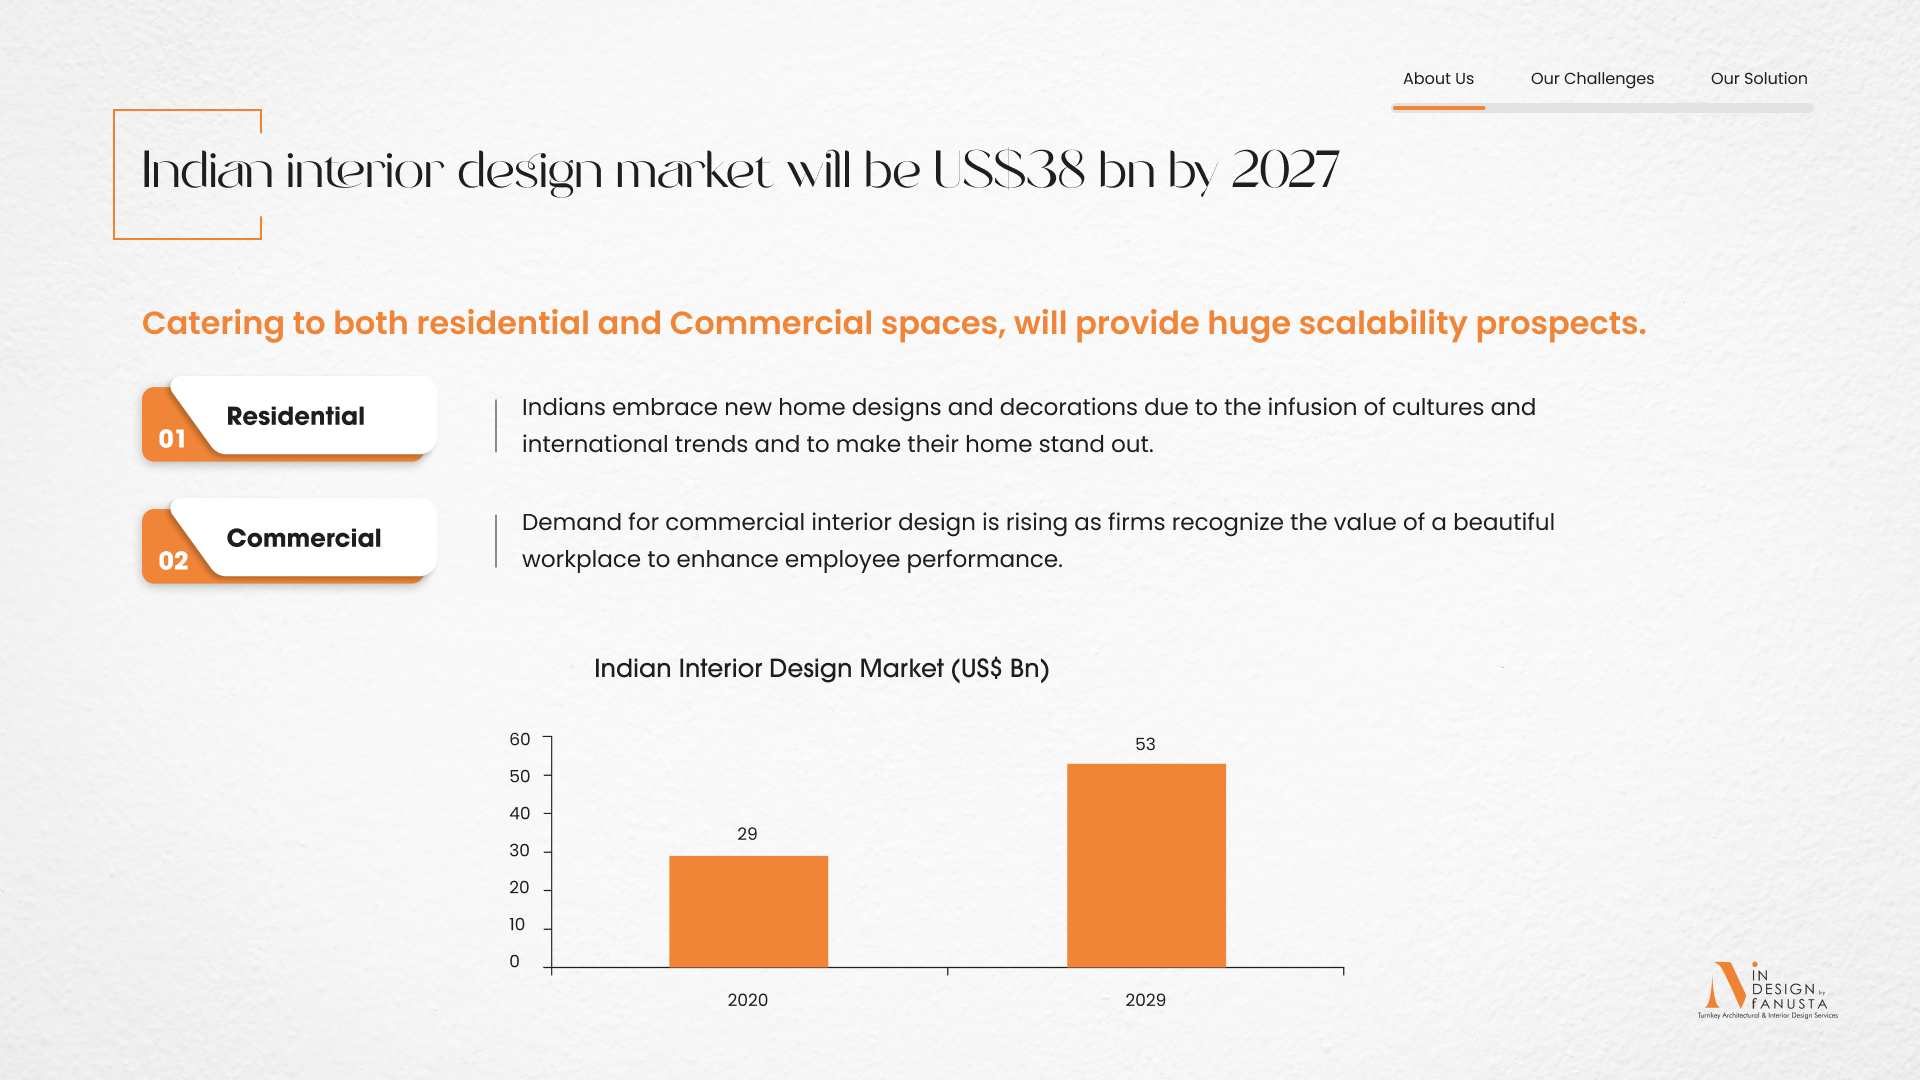 About Us Our Challenges Our Solution
Indian interior design market will be US$38 bn by 2027
Catering to both residential and Commercial spaces, will provide huge scalability prospects.
01 Residential
Indians embrace new home designs and decorations due to the infusion of cultures and
international trends and to make their home stand out.
02 Commercial
Demand for commercial interior design is rising as firms recognize the value of a beautiful
workplace to enhance employee performance.
Indian Interior Design Market (US$ Bn)
60
50
40
30
20
10
0
29
53
2020
2029
iN
DESIGN by
fANUSTA
Turnkey Architectural & Interior Design Services